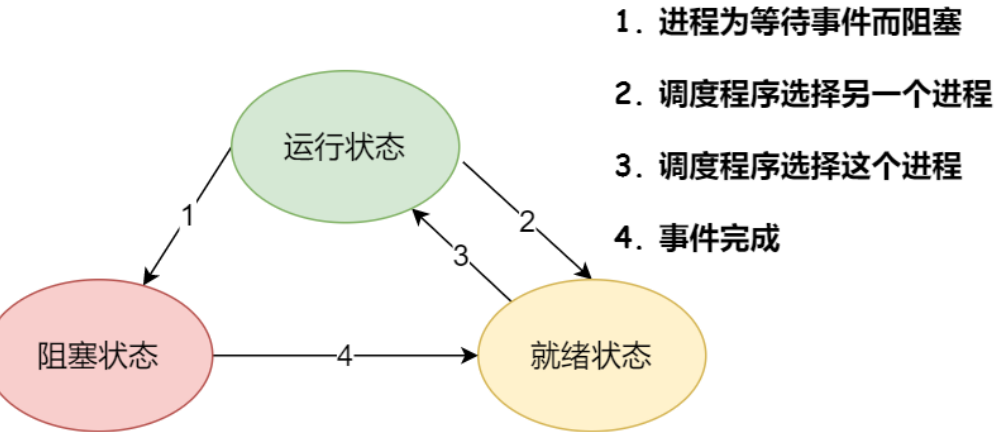 1. 进程为等待事件而阻塞
2. 调度程序选择另一个进程
3. 调度程序选择这个进程
4. 事件完成
运行状态
1
2
3
阻塞状态
4
就绪状态